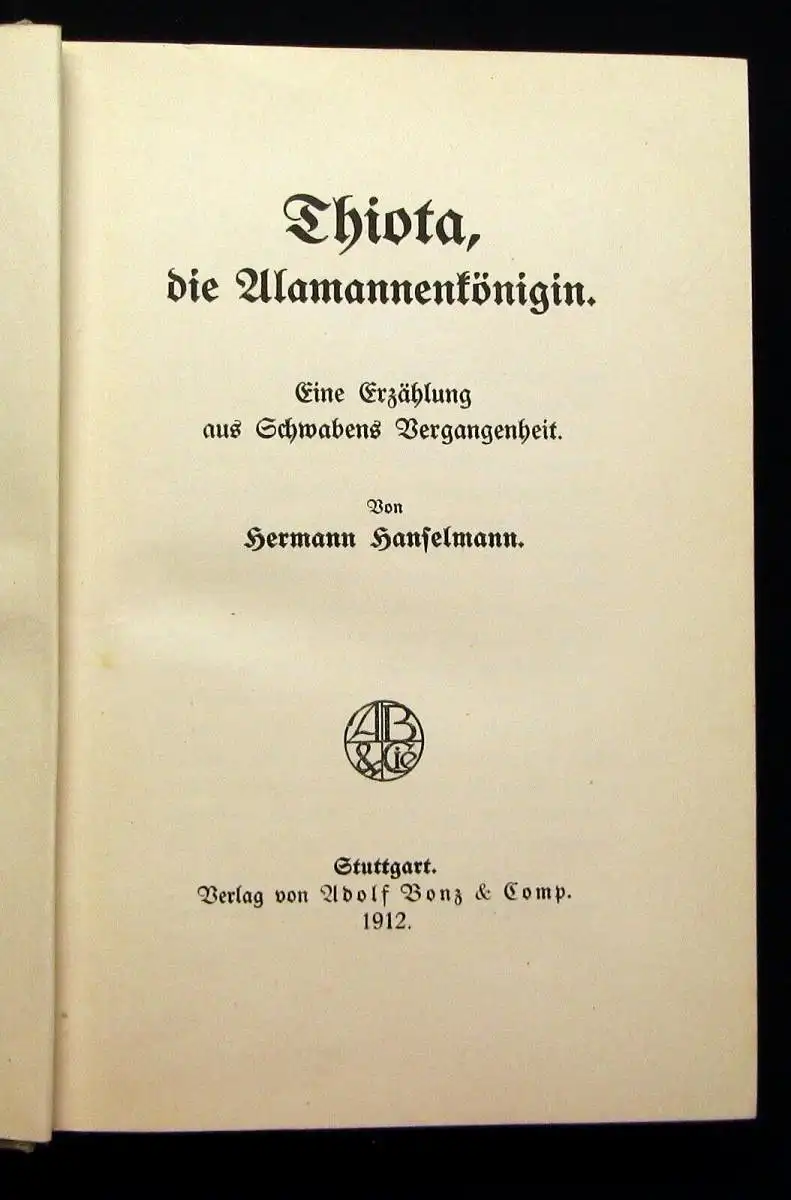 Thiota,
die Alamannenkönigin.
Eine Erzählung
aus Schwabens Vergangenheit.
Von
Hermann Hanselmann.
AB
& Cie
Stuttgart.
Verlag von Adolf Bonz & Comp.
1912.